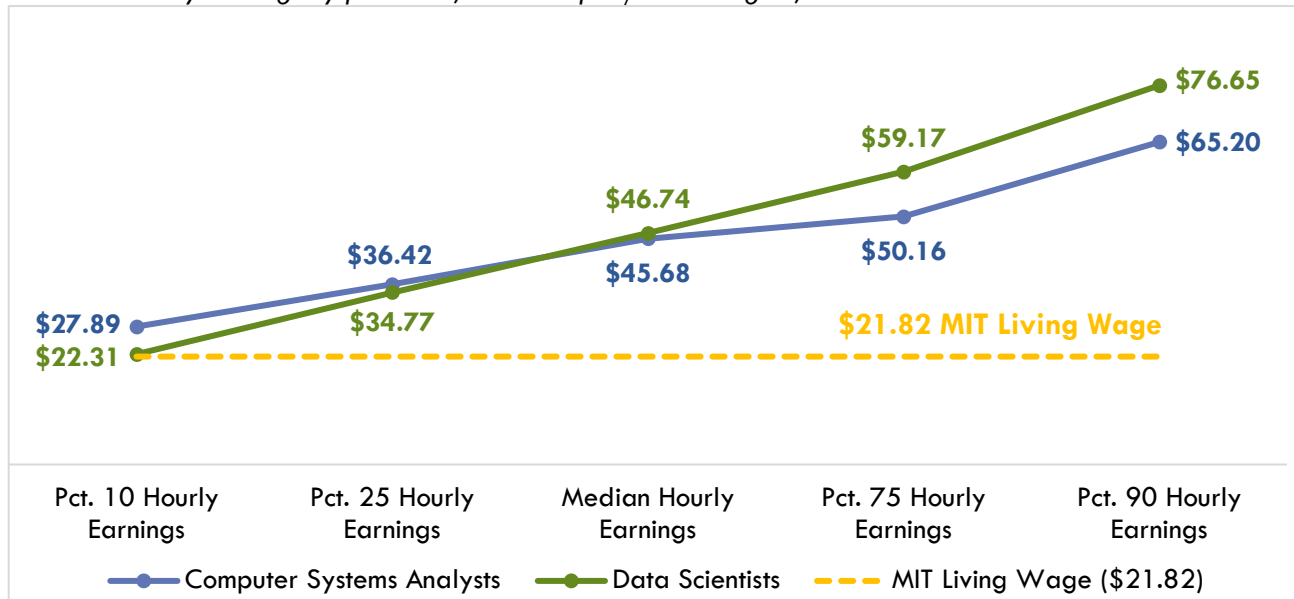 $76.65
$59.17
$65.20
$46.74
$36.42
$50.16
$45.68
$27.89
$34.77
$21.82 MIT Living Wage
$22.31
Pct. 10 Hourly Earnings
Pct. 25 Hourly Earnings
Median Hourly Earnings
Pct. 75 Hourly Earnings
Pct. 90 Hourly Earnings
Computer Systems Analysts
Data Scientists
MIT Living Wage ($21.82)